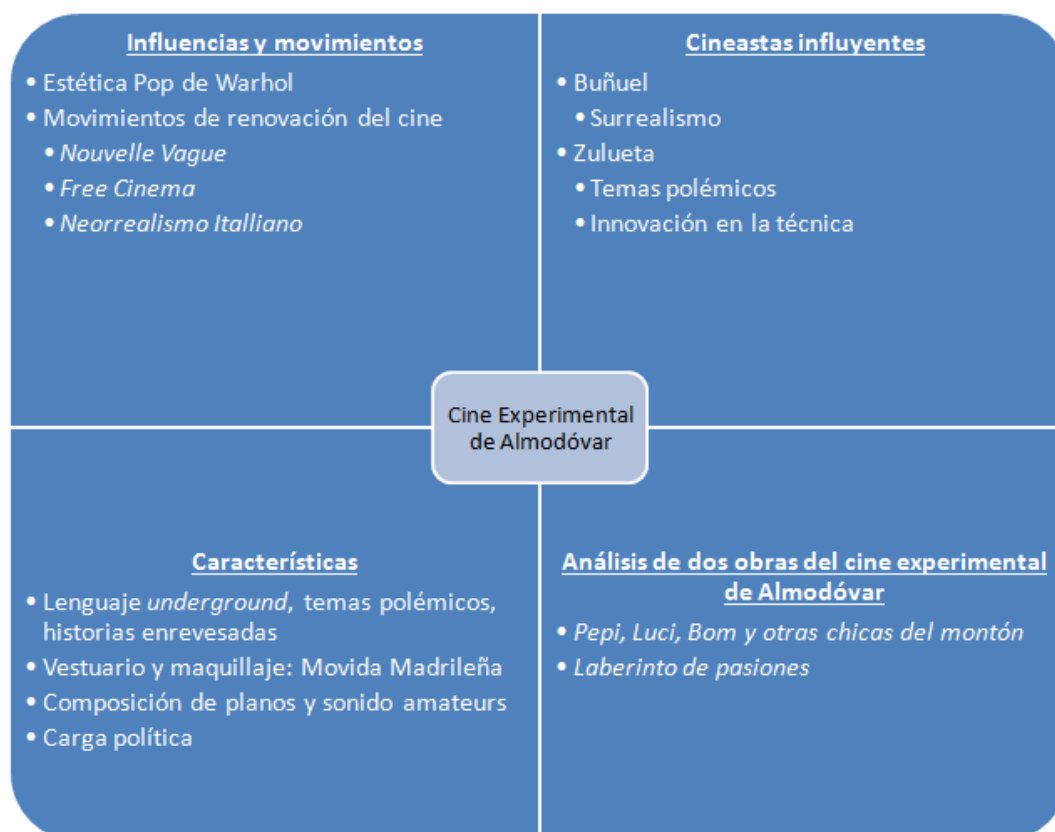 Influencias y movimientos
• Estética Pop de Warhol
• Movimientos de renovación del cine
• Nouvelle Vague
• Free Cinema
• Neorrealismo Italliano
Cineastas influyentes
• Buñuel
• Surrealismo
• Zulueta
• Temas polémicos
• Innovación en la técnica
Cine Experimental
de Almodóvar
Características
• Lenguaje underground, temas polémicos,
historias enrevesadas
• Vestuario y maquillaje: Movida Madrileña
• Composición de planos y sonido amateurs
• Carga política
Análisis de dos obras del cine experimental
de Almodóvar
• Pepi, Luci, Bom y otras chicas del montón
• Laberinto de pasiones